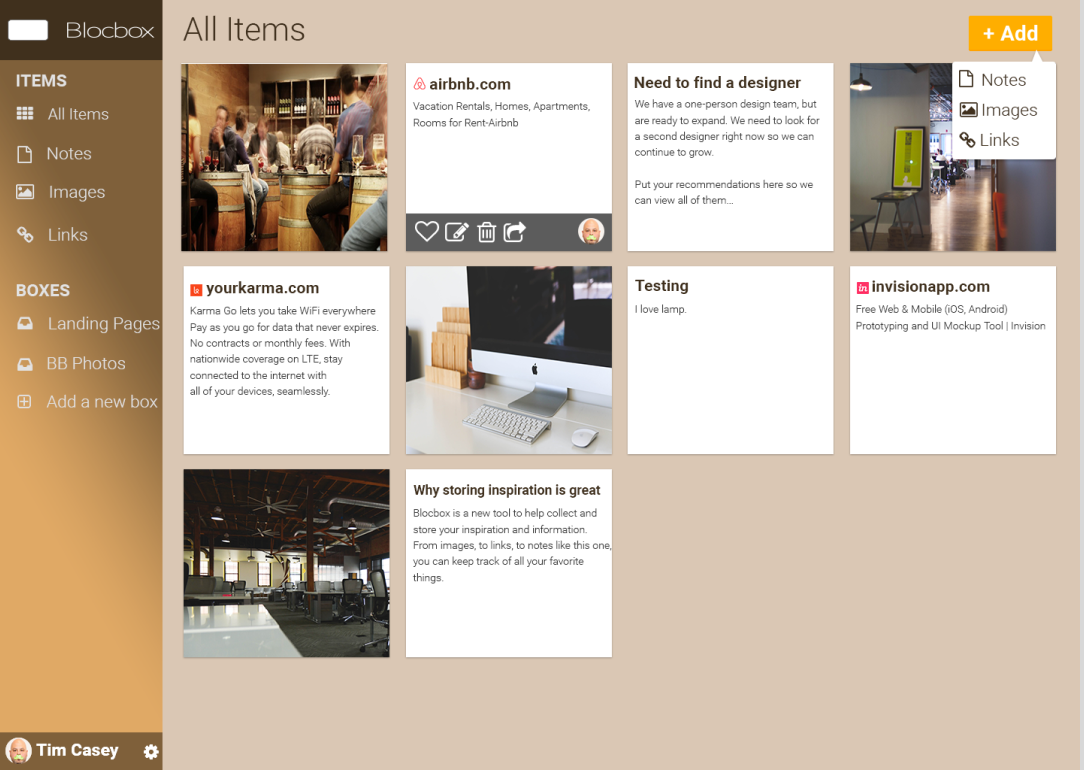 Blocbox
All Items
+ Add
Notes
Images
Links
ITEMS
All Items
Notes
Images
Links
BOXES
Landing Pages
BB Photos
Add a new box
airbnb.com
Vacation Rentals, Homes, Apartments,
Rooms for Rent-Airbnb
Need to find a designer
We have a one-person design team, but
are ready to expand. We need to look for
a second designer right now so we can
continue to grow.
Put your recommendations here so we
can view all of them...
yourkarma.com
Karma Go lets you take WiFi everywhere
Pay as you go for data that never expires.
No contracts or monthly fees. With
nationwide coverage on LTE, stay
connected to the internet with
all of your devices, seamlessly.
Testing
I love lamp.
in
invisionapp.com
Free Web & Mobile (iOS, Android)
Prototyping and UI Mockup Tool | Invision
Why storing inspiration is great
Blocbox is a new tool to help collect and
store your inspiration and information.
From images, to links, to notes like this one,
you can keep track of all your favorite
things.
Tim Casey